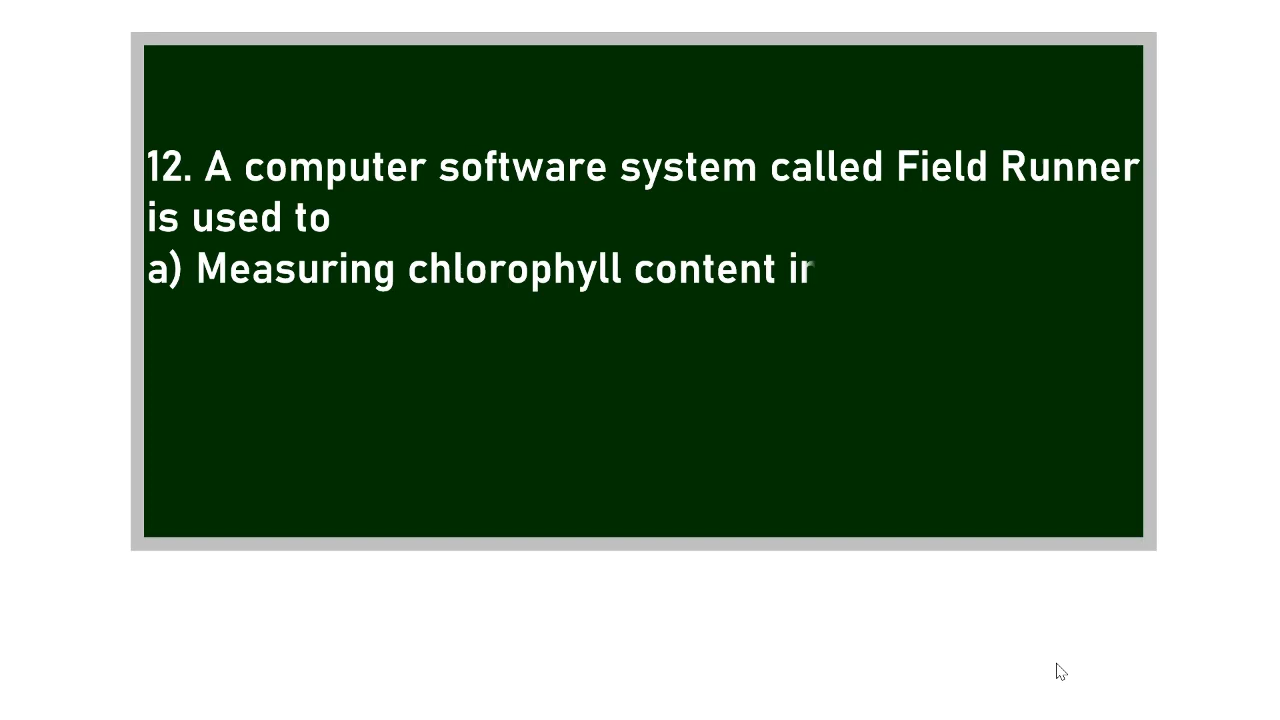 12. A computer software system called Field Runner
is used to
a) Measuring chlorophyll content